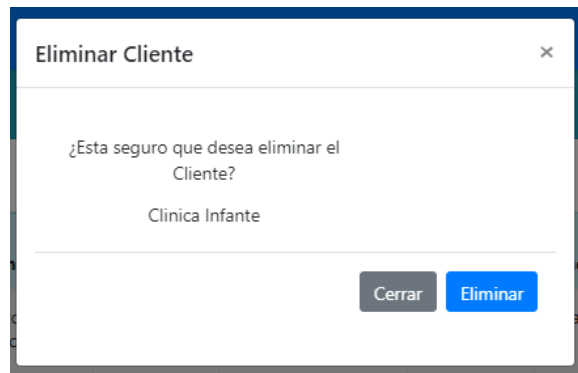 Eliminar Cliente
×
¿Esta seguro que desea eliminar el
Cliente?
Clinica Infante
Cerrar Eliminar